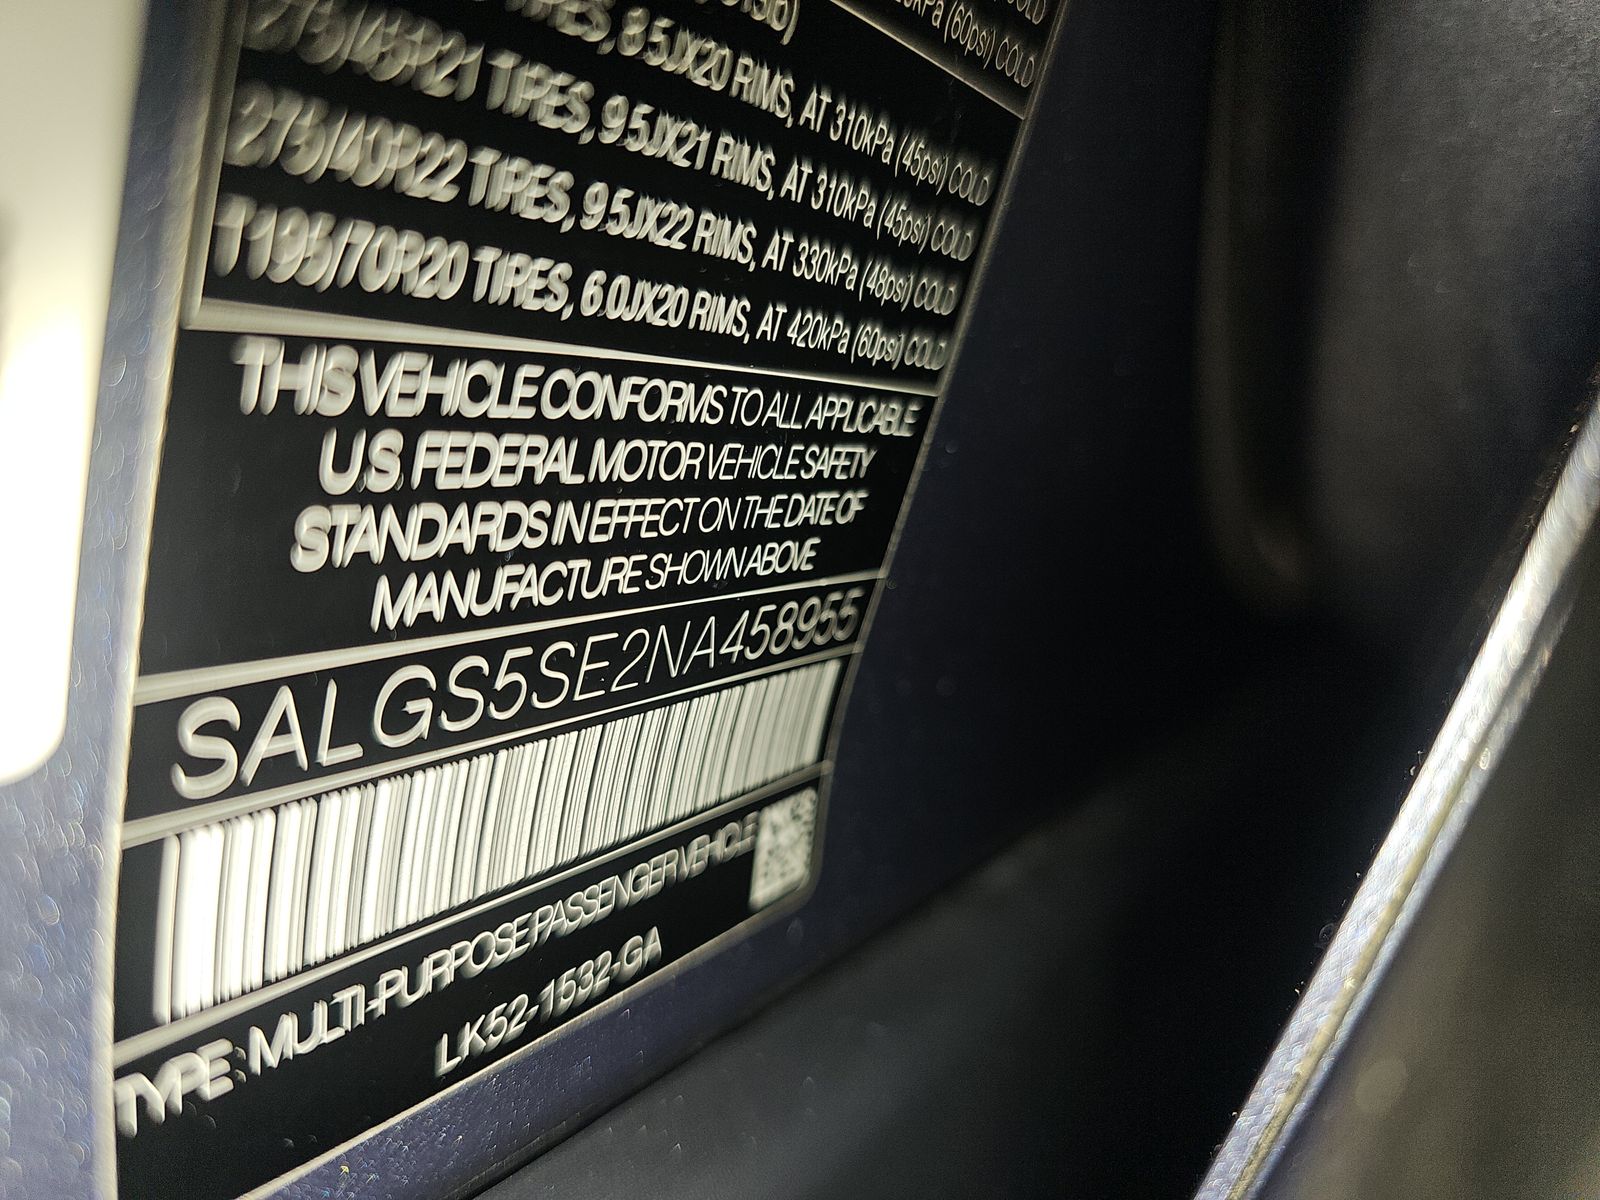 TIRES, 8.5JX20 RIMS, AT 310kPa (45psi) COLD
(60psi) COLD
275/45R21 TIRES, 9.5JX21 RIMS, AT 310kPa (45psi) COLD
275/40R22 TIRES, 9.5JX22 RIMS, AT 330kPa (48psi) COLD
T195/70R20 TIRES, 6.0JX20 RIMS, AT 420kPa (60psi) COLD
THIS VEHICLE CONFORMS TO ALL APPLICABLE
U.S. FEDERAL MOTOR VEHICLE SAFETY
STANDARDS IN EFFECT ON THE DATE OF
MANUFACTURE SHOWN ABOVE
SALGS5SE2NA458955
TYPE: MULTI-PURPOSE PASSENGER VEHICLE
LK52-1532-GA